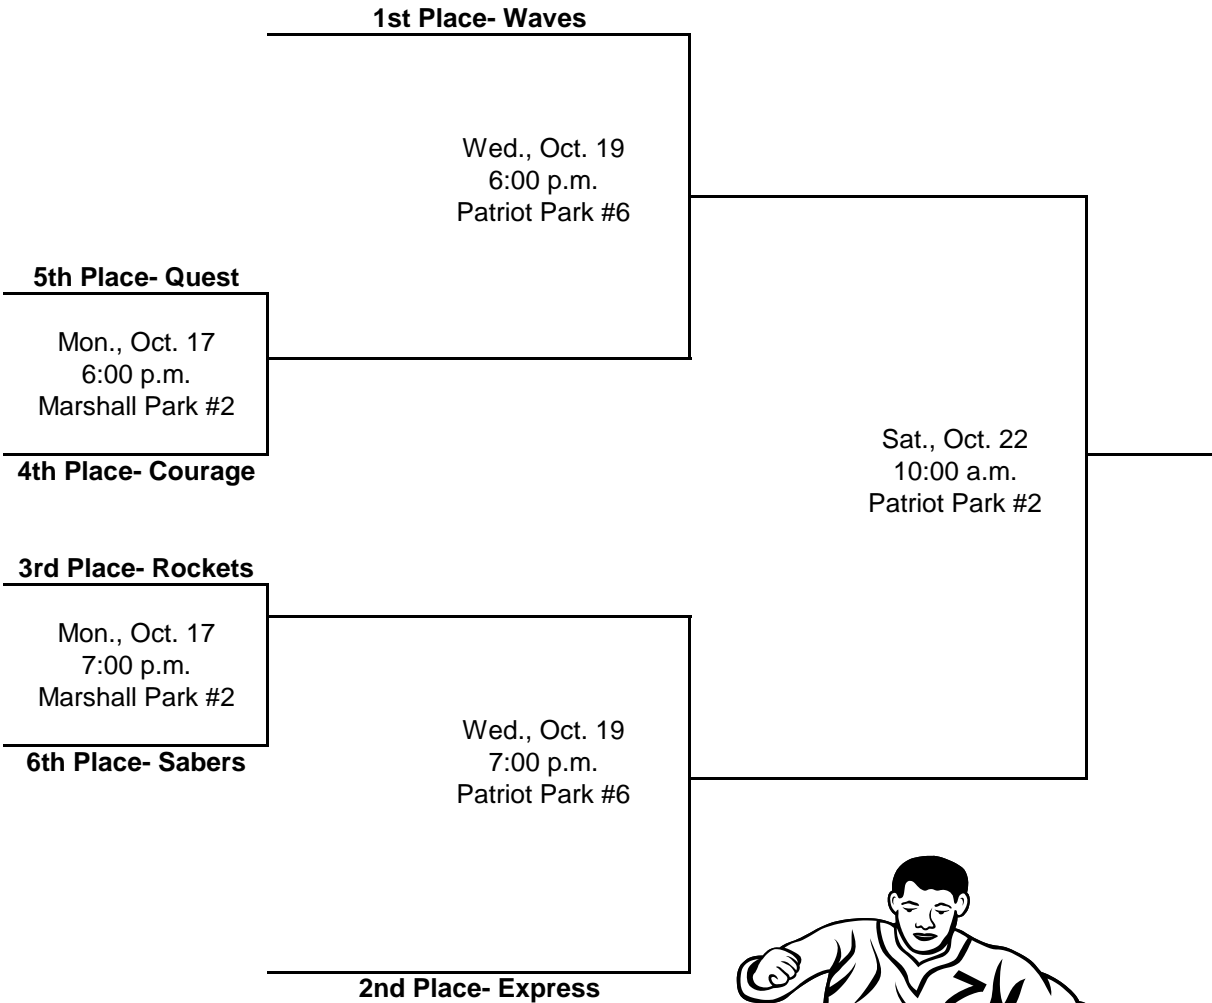 1st Place- Waves
Wed., Oct. 19
6:00 p.m.
Patriot Park #6
5th Place- Quest
Mon., Oct. 17
6:00 p.m.
Marshall Park #2
4th Place- Courage
Sat., Oct. 22
10:00 a.m.
Patriot Park #2
3rd Place- Rockets
Mon., Oct. 17
7:00 p.m.
Marshall Park #2
6th Place- Sabers
Wed., Oct. 19
7:00 p.m.
Patriot Park #6
2nd Place- Express